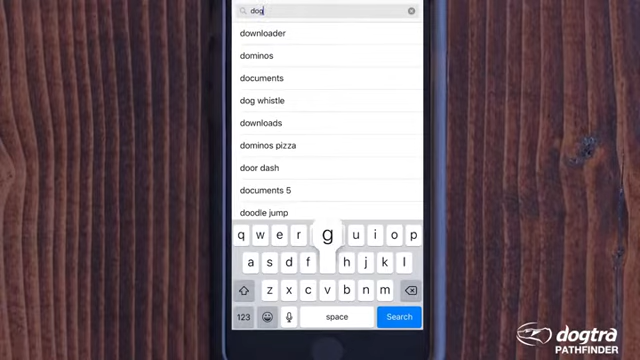 dog
downloader
dominos
documents
dog whistle
downloads
dominos pizza
door dash
documents 5
doodle jump
q w e r g u i o p
a s d f h j k l
z x c v b n m
123 space Search
dogtra
PATHFINDER